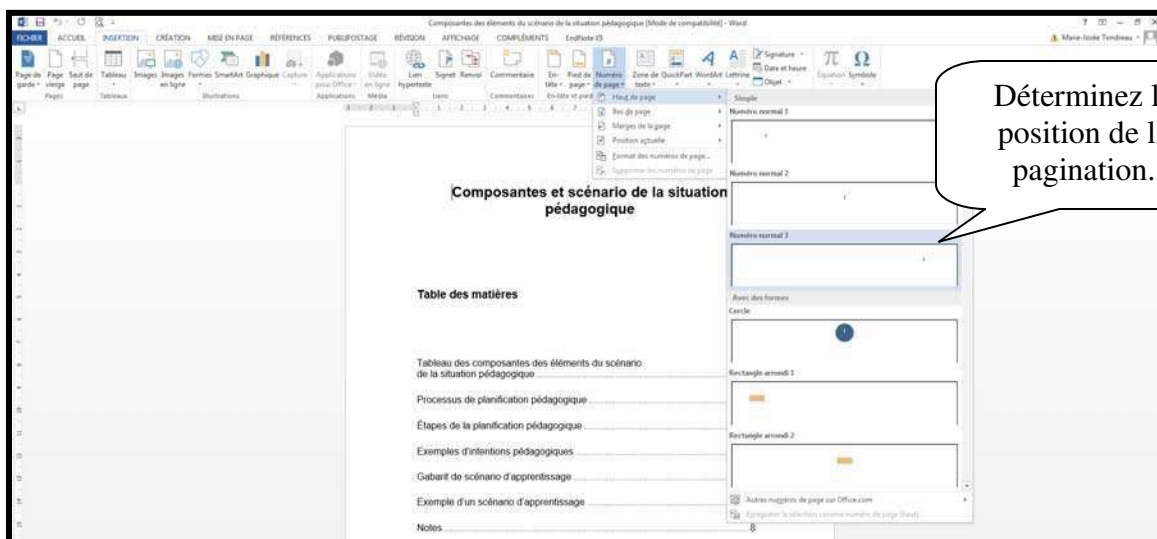 Composantes des éléments du scénario de la situation pédagogique [Mode de compatibilité] - Word
FICHIER ACCUEIL INSERTION CRÉATION MISE EN PAGE RÉFÉRENCES PUBLIPOSTAGE RÉVISION AFFICHAGE COMPLÉMENTS EndNote X5
Page de garde Page vierge Saut de page Tableau Images Images en ligne Formes SmartArt Graphique Capture Applications pour Office Vidéo en ligne Lien hypertexte Signet Renvoi Commentaire En-tête Pied de page Numéro de page Zone de texte QuickPart WordArt Lettrine Signature Date et heure Objet Équation Symbole
Pages Tableaux Illustrations Applications Média Liens Commentaires
Haut de page
Bas de page
Marges de la page
Position actuelle
Format des numéros de page...
Supprimer les numéros de page
Simple
Numéro normal 1
Numéro normal 2
Numéro normal 3
Avec des formes
Cercle
Rectangle arrondi 1
Rectangle arrondi 2
Autres numéros de page sur Office.com
Enregistrer la sélection comme numéro de page (haut)
Déterminez l
position de l
pagination.
Composantes et scénario de la situation
pédagogique
Table des matières
Tableau des composantes des éléments du scénario
de la situation pédagogique
Processus de planification pédagogique
Étapes de la planification pédagogique
Exemples d'intentions pédagogiques
Gabarit de scénario d'apprentissage
Exemple d'un scénario d'apprentissage
Notes 8